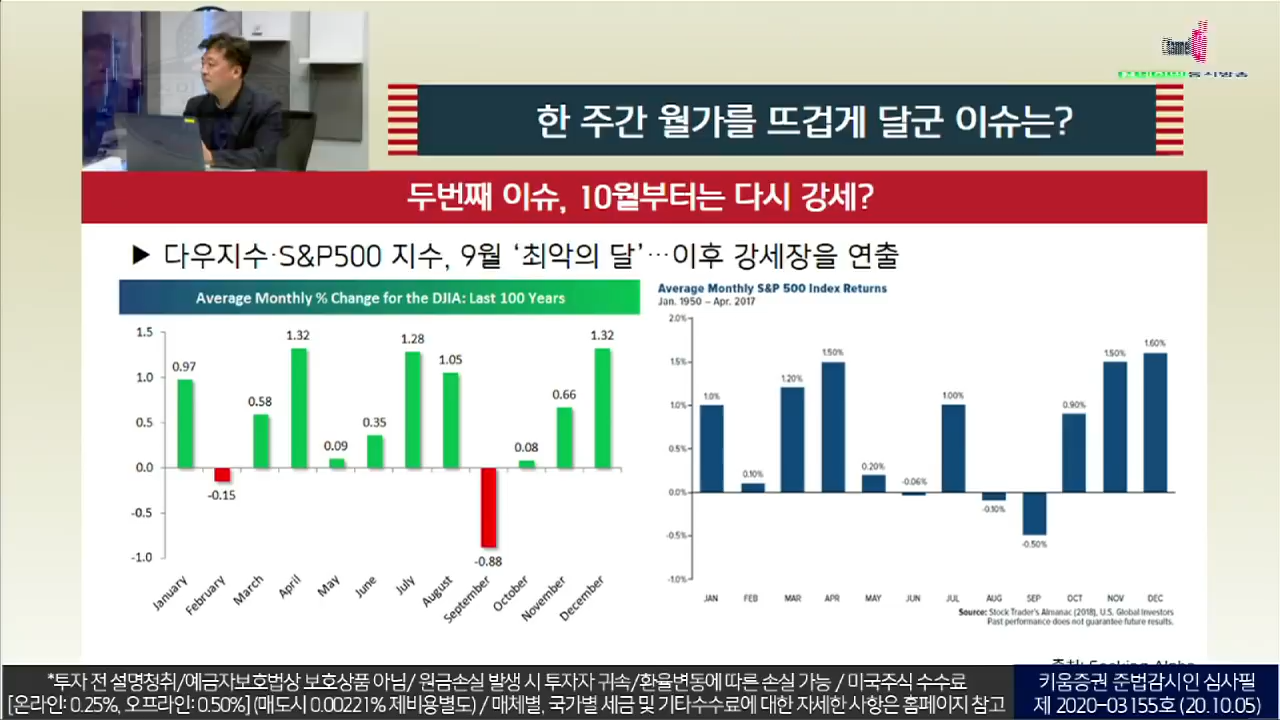 한 주간 월가를 뜨겁게 달군 이슈는?
두번째 이슈, 10월부터는 다시 강세?
▶ 다우지수·S&P500 지수, 9월 ‘최악의 달’…이후 강세장을 연출
Average Monthly % Change for the DJIA: Last 100 Years
1.5
1.0
0.5
0.0
-0.5
-1.0
0.97
-0.15
0.58
1.32
0.09
0.35
1.28
1.05
-0.88
0.08
0.66
1.32
January
February
March
April
May
June
July
August
September
October
November
December
Average Monthly S&P 500 Index Returns
Jan. 1950 – Apr. 2017
2.0%
1.5%
1.0%
0.5%
0.0%
-0.5%
-1.0%
1.0%
0.10%
1.20%
1.50%
0.20%
-0.06%
1.00%
-0.10%
-0.50%
0.90%
1.50%
1.60%
JAN
FEB
MAR
APR
MAY
JUN
JUL
AUG
SEP
OCT
NOV
DEC
Source: Stock Trader's Almanac (2018), U.S. Global Investors
Past performance does not guarantee future results.
*투자 전 설명청취/예금자보호법상 보호상품 아님/ 원금손실 발생 시 투자자 귀속/환율변동에 따른 손실 가능 / 미국주식 수수료
[온라인: 0.25%, 오프라인: 0.50%] (매도시 0.00221% 제비용별도) / 매체별, 국가별 세금 및 기타수수료에 대한 자세한 사항은 홈페이지 참고
키움증권 준법감시인 심사필
제 2020-03155호 (20.10.05)